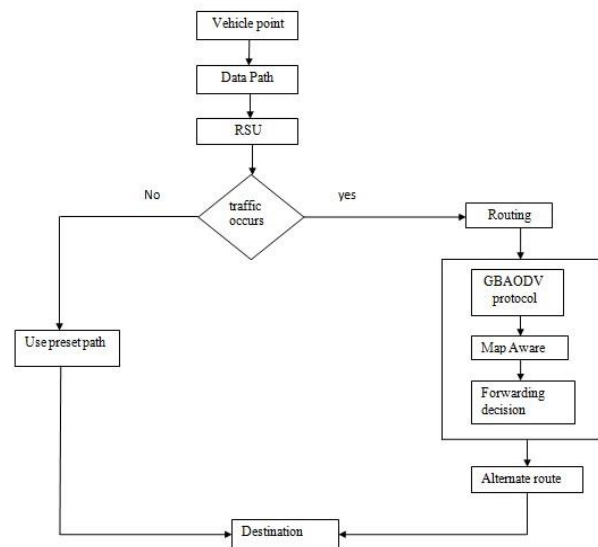 Vehicle point
Data Path
RSU
No
traffic
occurs
yes
Routing
GBAODV
protocol
Map Aware
Forwarding
decision
Use preset path
Alternate route
Destination